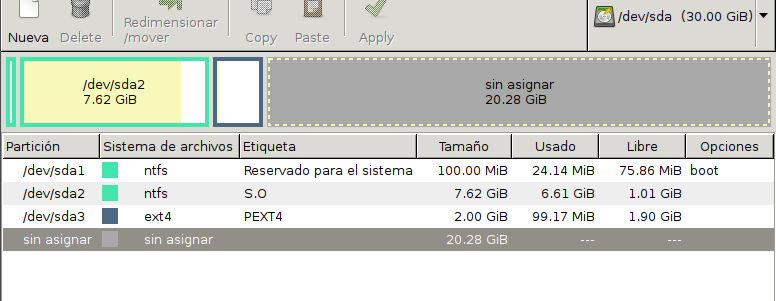 Nueva Delete Redimensionar /mover Copy Paste Apply /dev/sda (30.00 GiB)
/dev/sda2
7.62 GiB
sin asignar
20.28 GiB
Partición Sistema de archivos Etiqueta Tamaño Usado Libre Opciones
/dev/sda1 ntfs Reservado para el sistema 100.00 MiB 24.14 MiB 75.86 MiB boot
/dev/sda2 ntfs S.O 7.62 GiB 6.61 GiB 1.01 GiB
/dev/sda3 ext4 PEXT4 2.00 GiB 99.17 MiB 1.90 GiB
sin asignar sin asignar 20.28 GiB --- ---